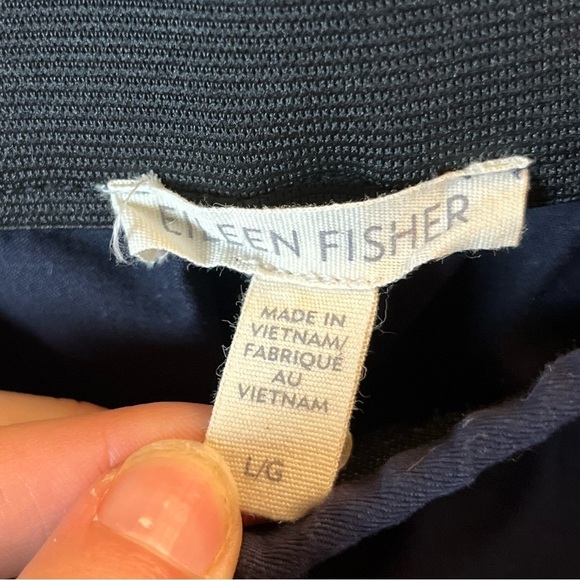 EILEEN FISHER
MADE IN
VIETNAM/
FABRIQUÉ
AU
VIETNAM
L/G